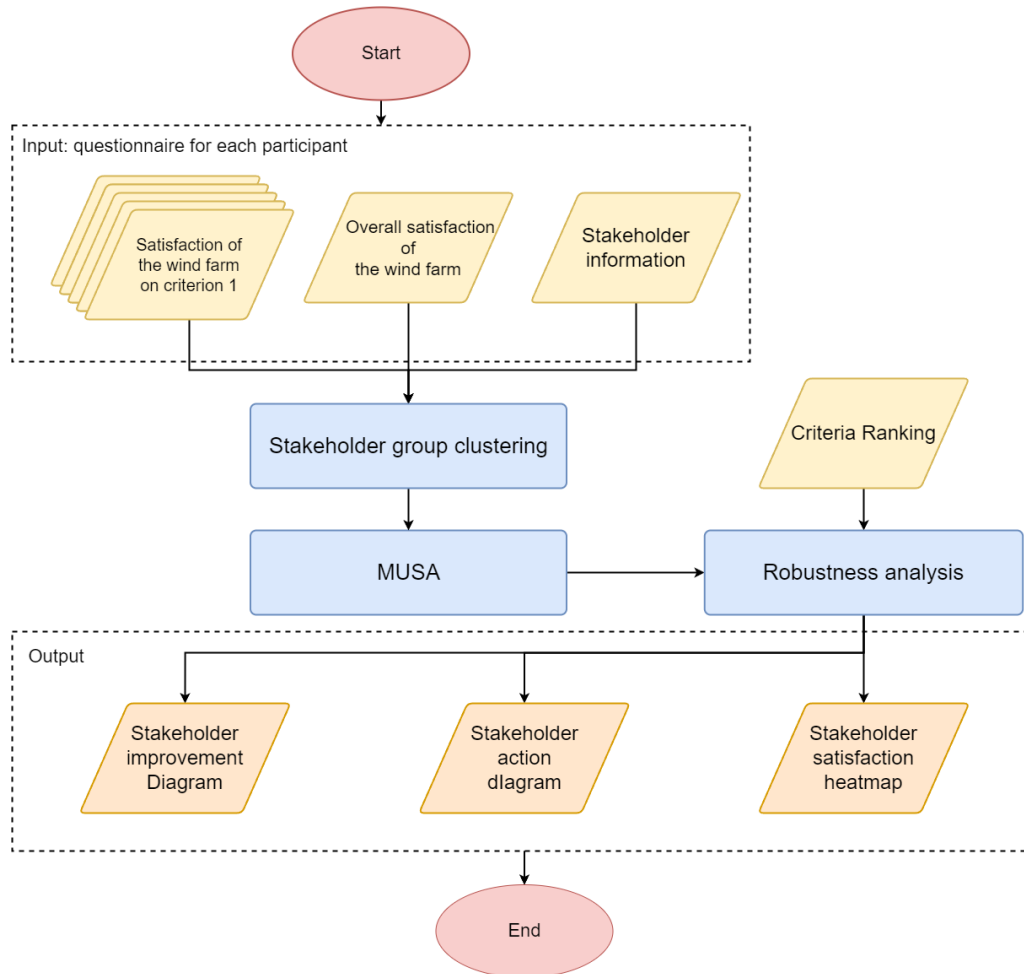 Start
Input: questionnaire for each participant
Satisfaction of
the wind farm
on criterion 1
Overall satisfaction
of
the wind farm
Stakeholder
information
Stakeholder group clustering
Criteria Ranking
MUSA
Robustness analysis
Output
Stakeholder
improvement
Diagram
Stakeholder
action
dIagram
Stakeholder
satisfaction
heatmap
End